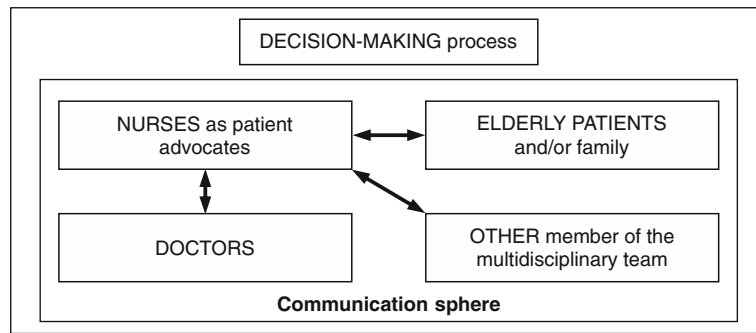 DECISION-MAKING process
NURSES as patient
advocates
ELDERLY PATIENTS
and/or family
DOCTORS
OTHER member of the
multidisciplinary team
Communication sphere